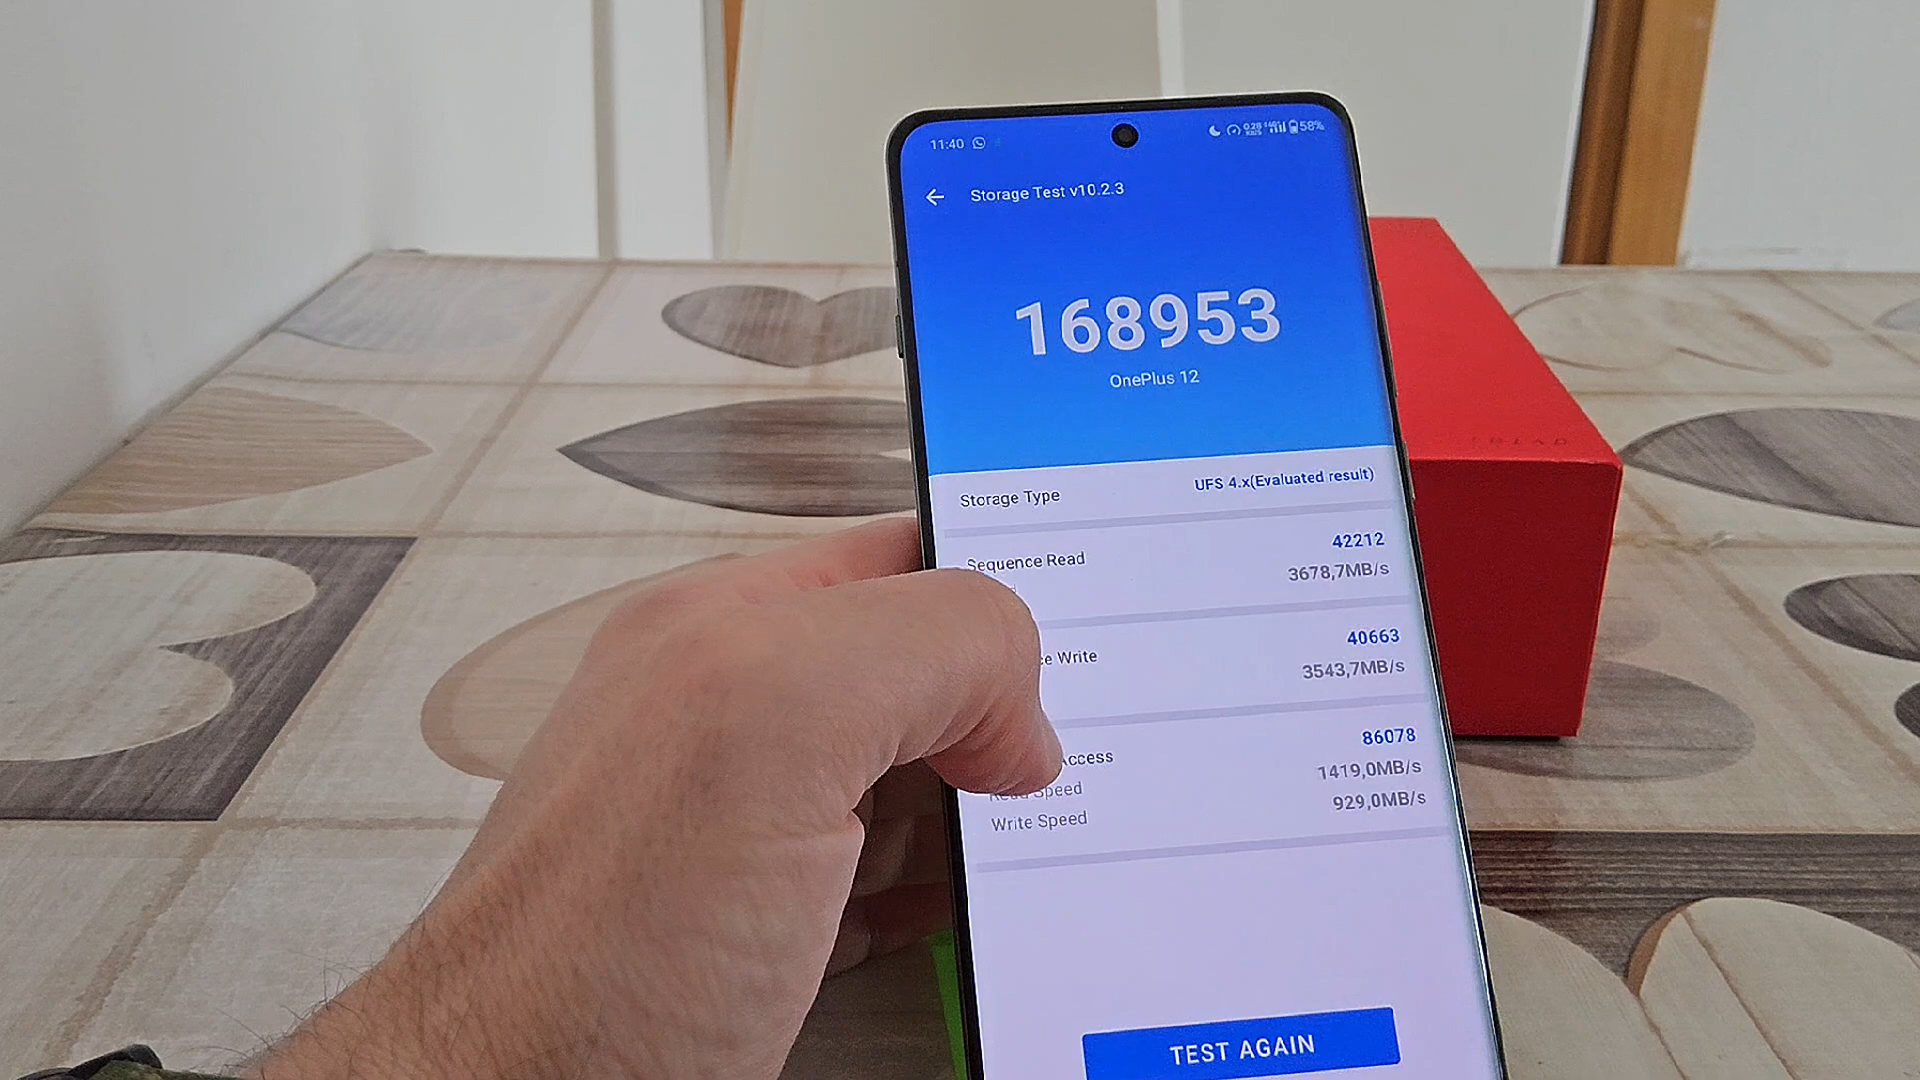 11:40
58%
Storage Test v10.2.3
168953
OnePlus 12
Storage Type
UFS 4.x(Evaluated result)
Sequence Read
42212
3678,7MB/s
Write
40663
3543,7MB/s
Access
86078
Read Speed
1419,0MB/s
Write Speed
929,0MB/s
TEST AGAIN